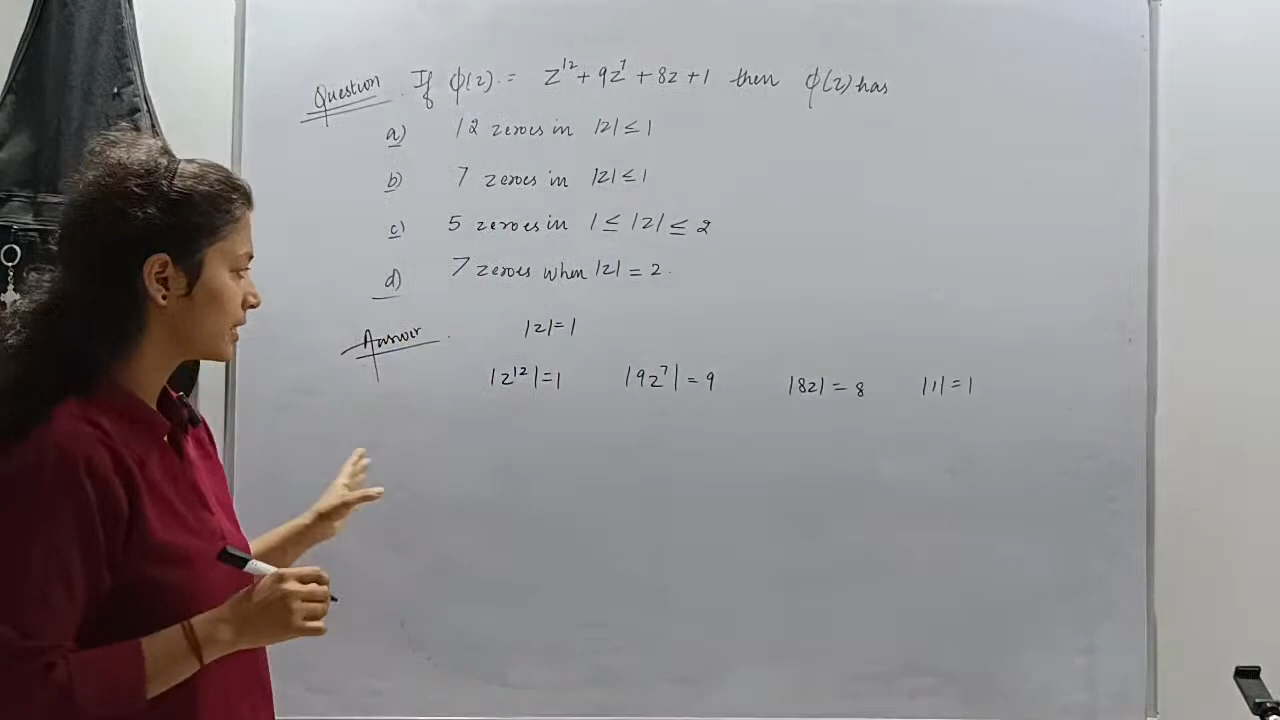 Question. If ϕ(z) = z¹² + 9z⁷ + 8z + 1 then ϕ(z) has
a) 12 zeroes in |z| ≤ 1
b) 7 zeroes in |z| ≤ 1
c) 5 zeroes in 1 ≤ |z| ≤ 2
d) 7 zeroes when |z| = 2.
Answer. |z| = 1
|z¹²| = 1 |9z⁷| = 9 |8z| = 8 |1| = 1